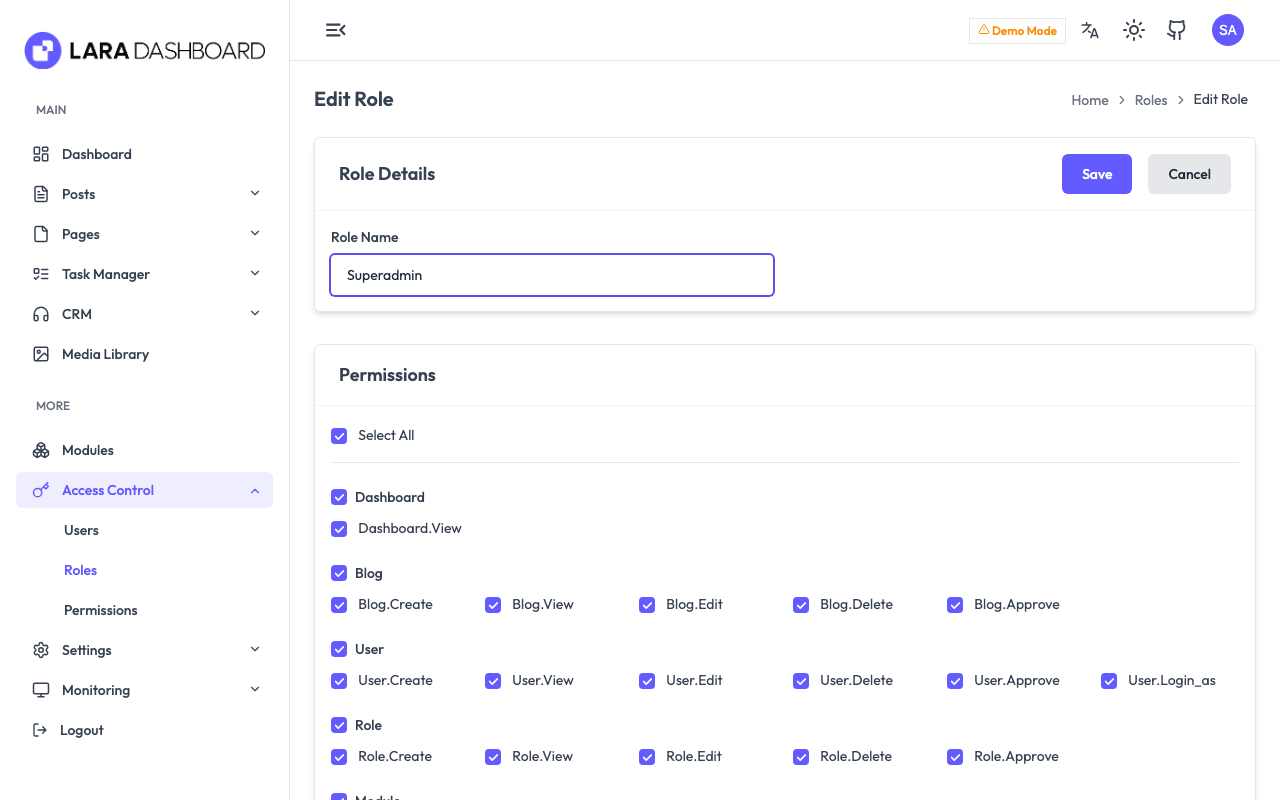 LARA DASHBOARD
Demo Mode
SA
MAIN
Dashboard
Posts
Pages
Task Manager
CRM
Media Library
MORE
Modules
Access Control
Users
Roles
Permissions
Settings
Monitoring
Logout
Edit Role
Home > Roles > Edit Role
Role Details
Save
Cancel
Role Name
Superadmin
Permissions
Select All
Dashboard
Dashboard.View
Blog
Blog.Create Blog.View Blog.Edit Blog.Delete Blog.Approve
User
User.Create User.View User.Edit User.Delete User.Approve User.Login_as
Role
Role.Create Role.View Role.Edit Role.Delete Role.Approve
Module